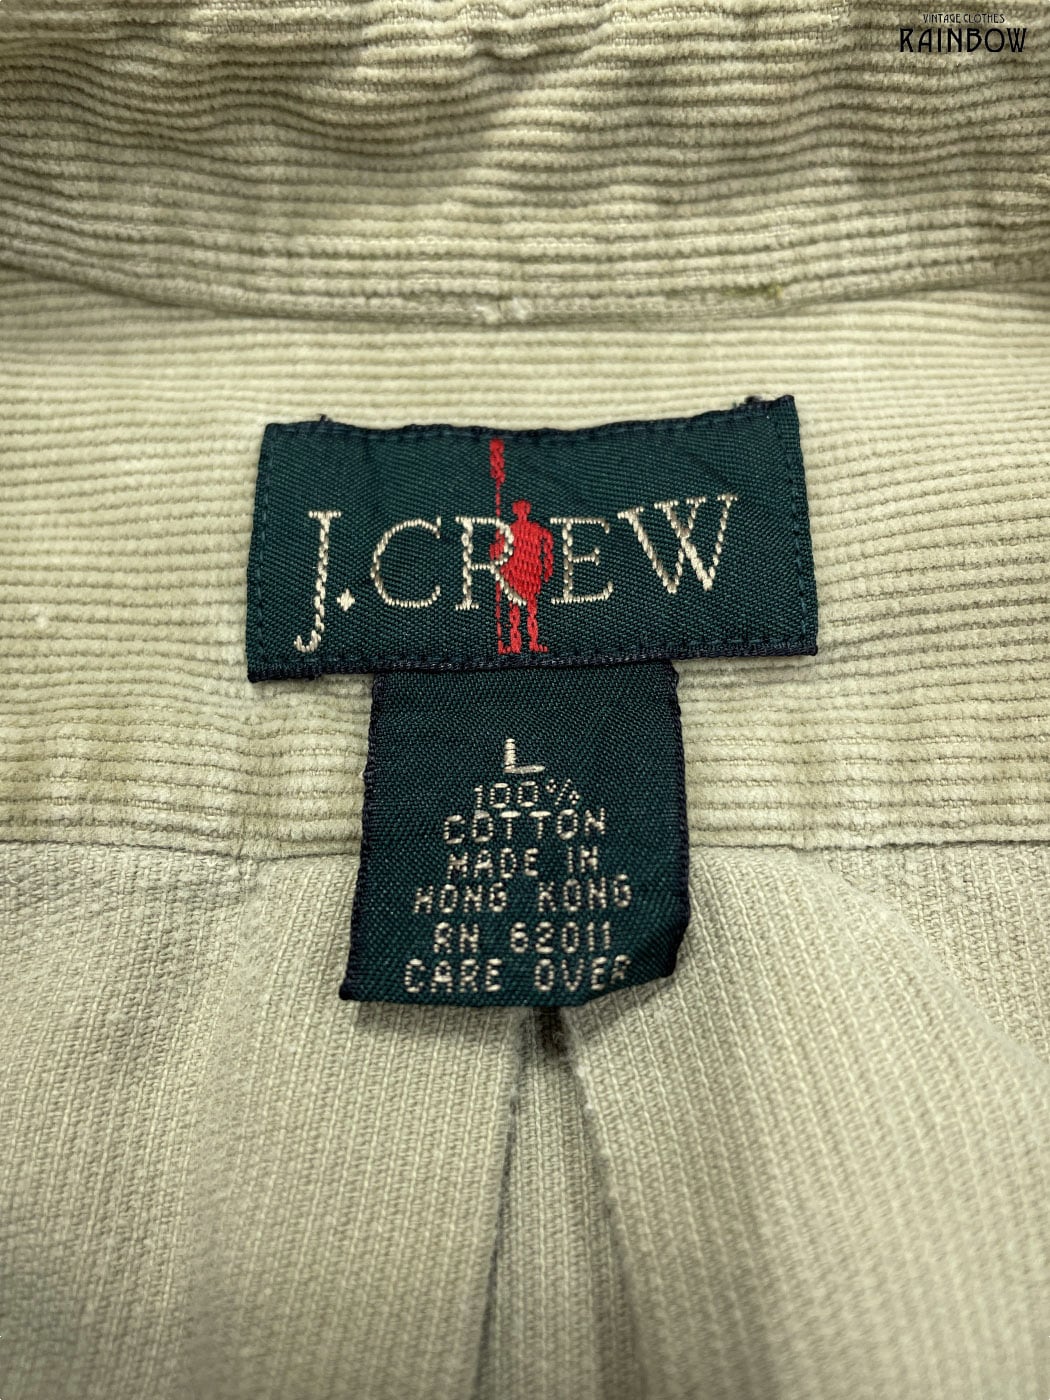 VINTAGE CLOTHES
RAINBOW
J.CREW
L
100%
COTTON
MADE IN
HONG KONG
RN 62011
CARE OVER